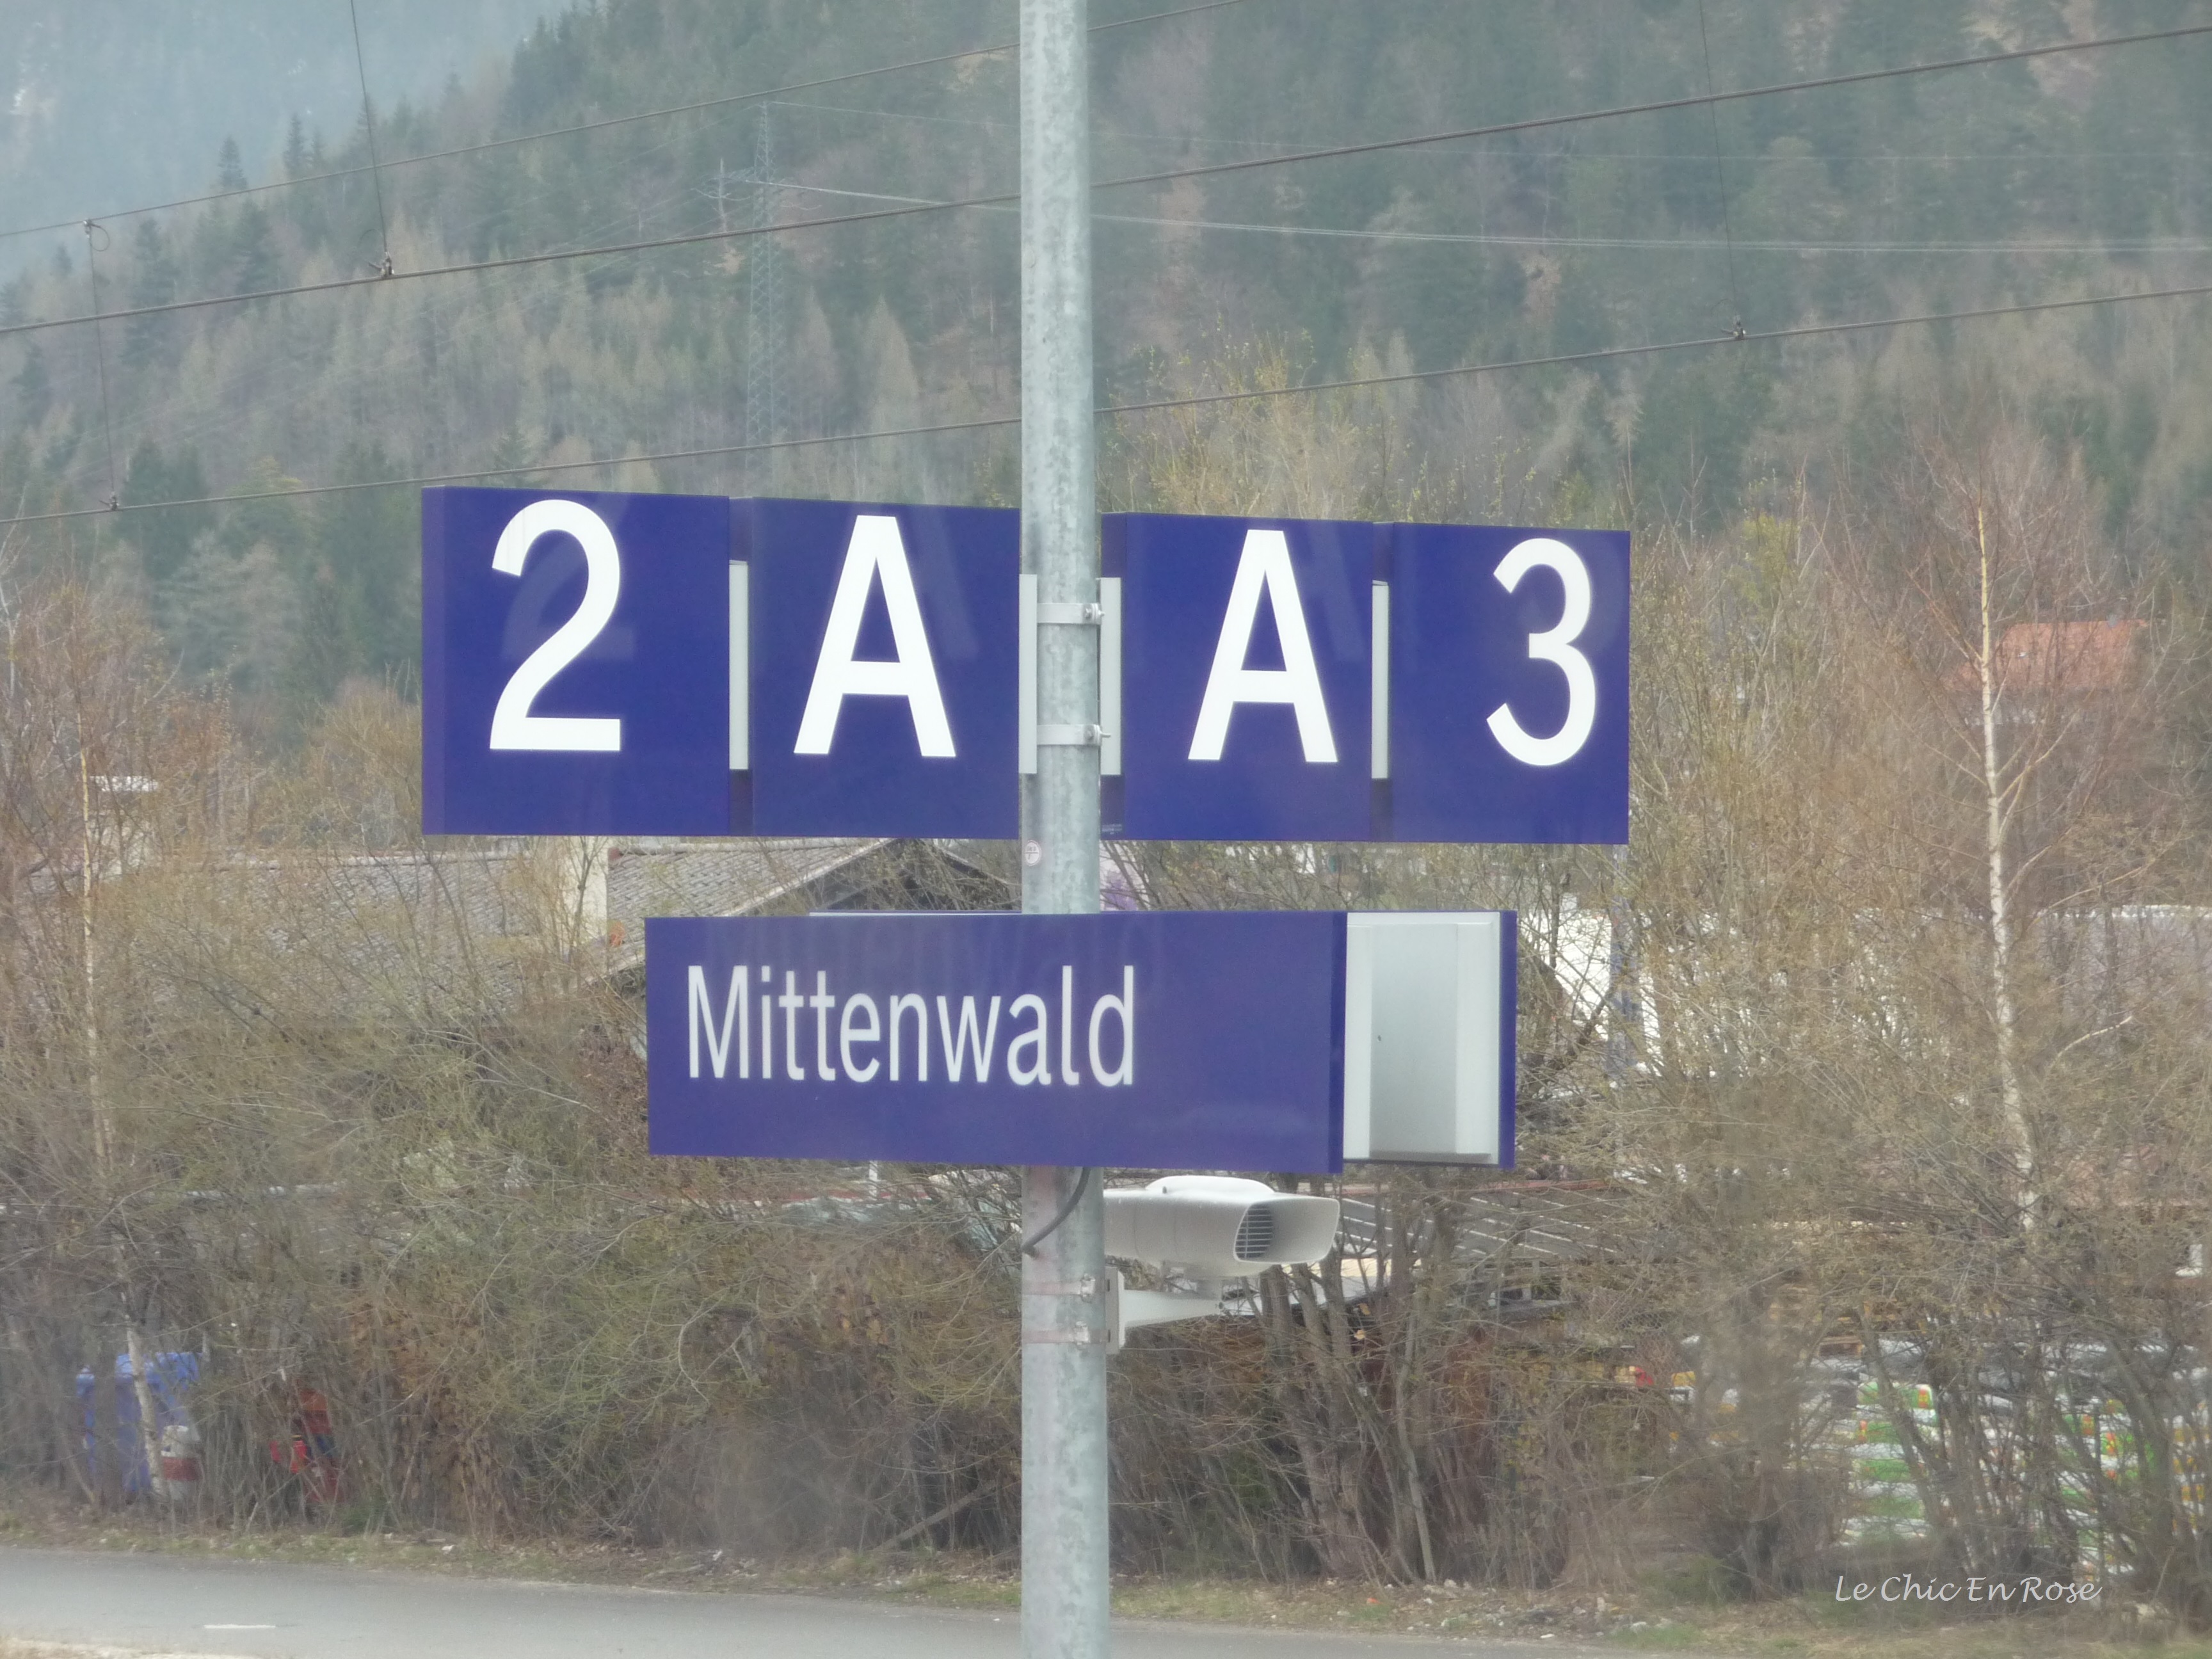 2 A A 3
Mittenwald
Le Chic En Rose